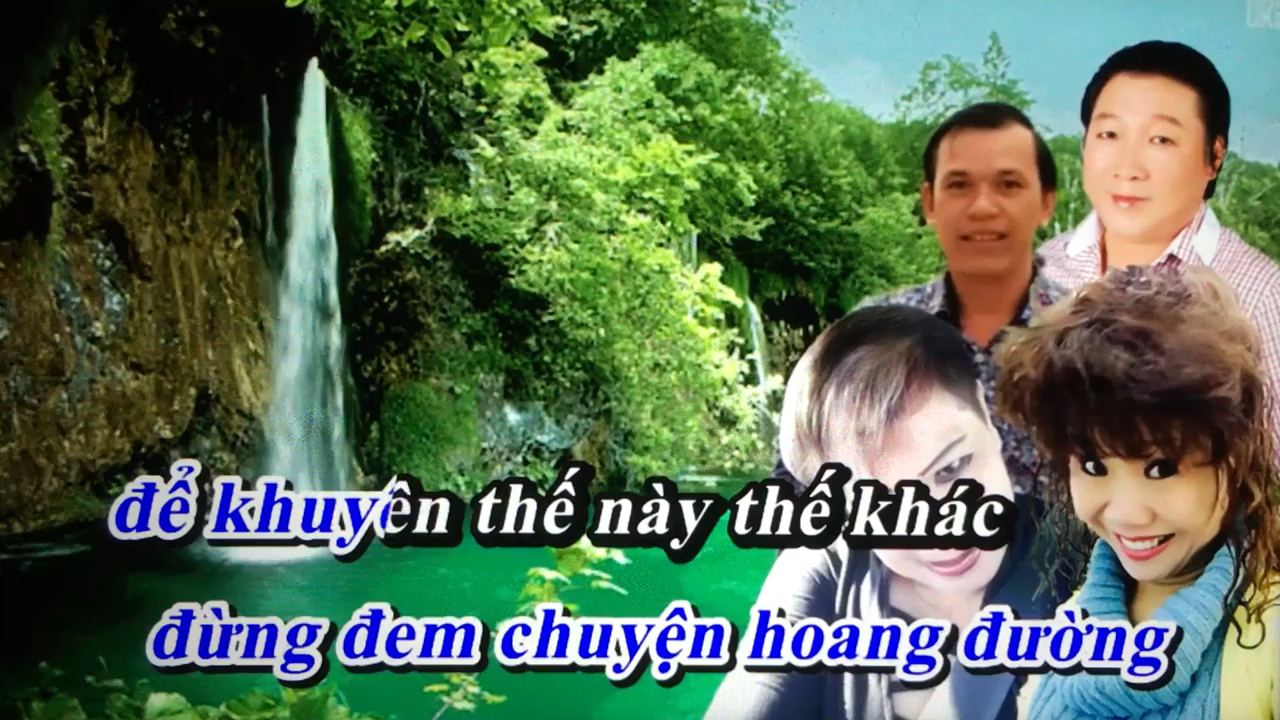 để khuyên thế này thế khác
đừng đem chuyện hoang đường